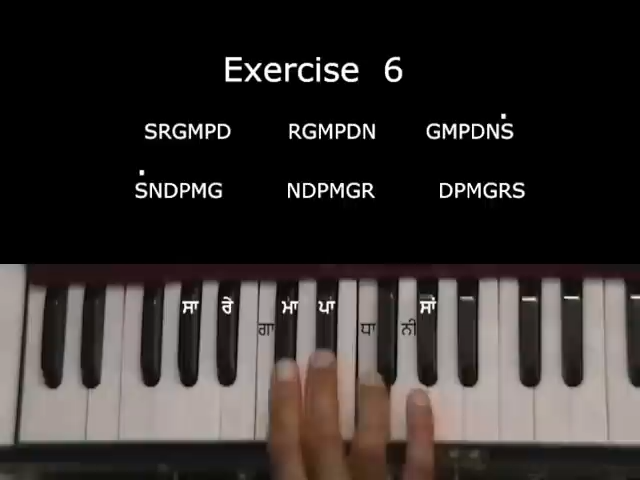 Exercise 6
SRGMPD RGMPDN GMPDNṠ
ṠNDPMG NDPMGR DPMGRS
ਸਾ ਰੇ ਗਾ ਮਾ ਪਾ ਧਾ ਨੀ ਸਾਂ